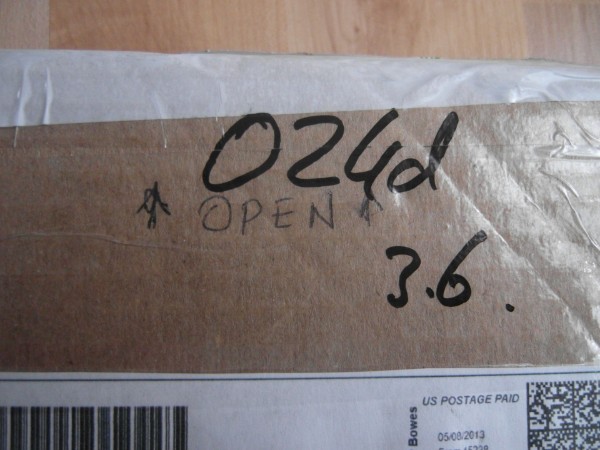 024d
↑ OPEN ↑
3.6.
US POSTAGE PAID
Bowes
05/08/2013